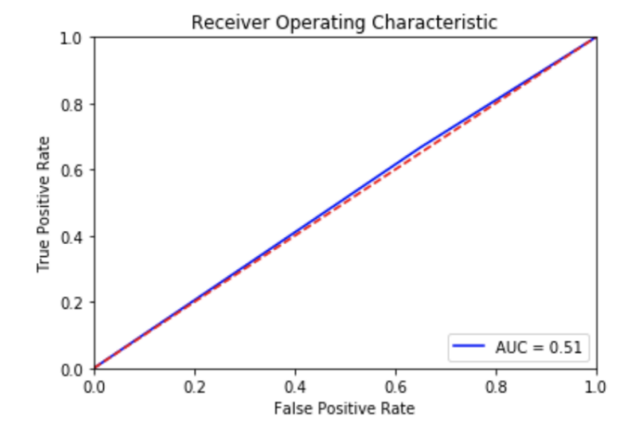 Receiver Operating Characteristic
1.0
0.8
0.6
0.4
0.2
0.0
True Positive Rate
AUC = 0.51
0.0 0.2 0.4 0.6 0.8 1.0
False Positive Rate